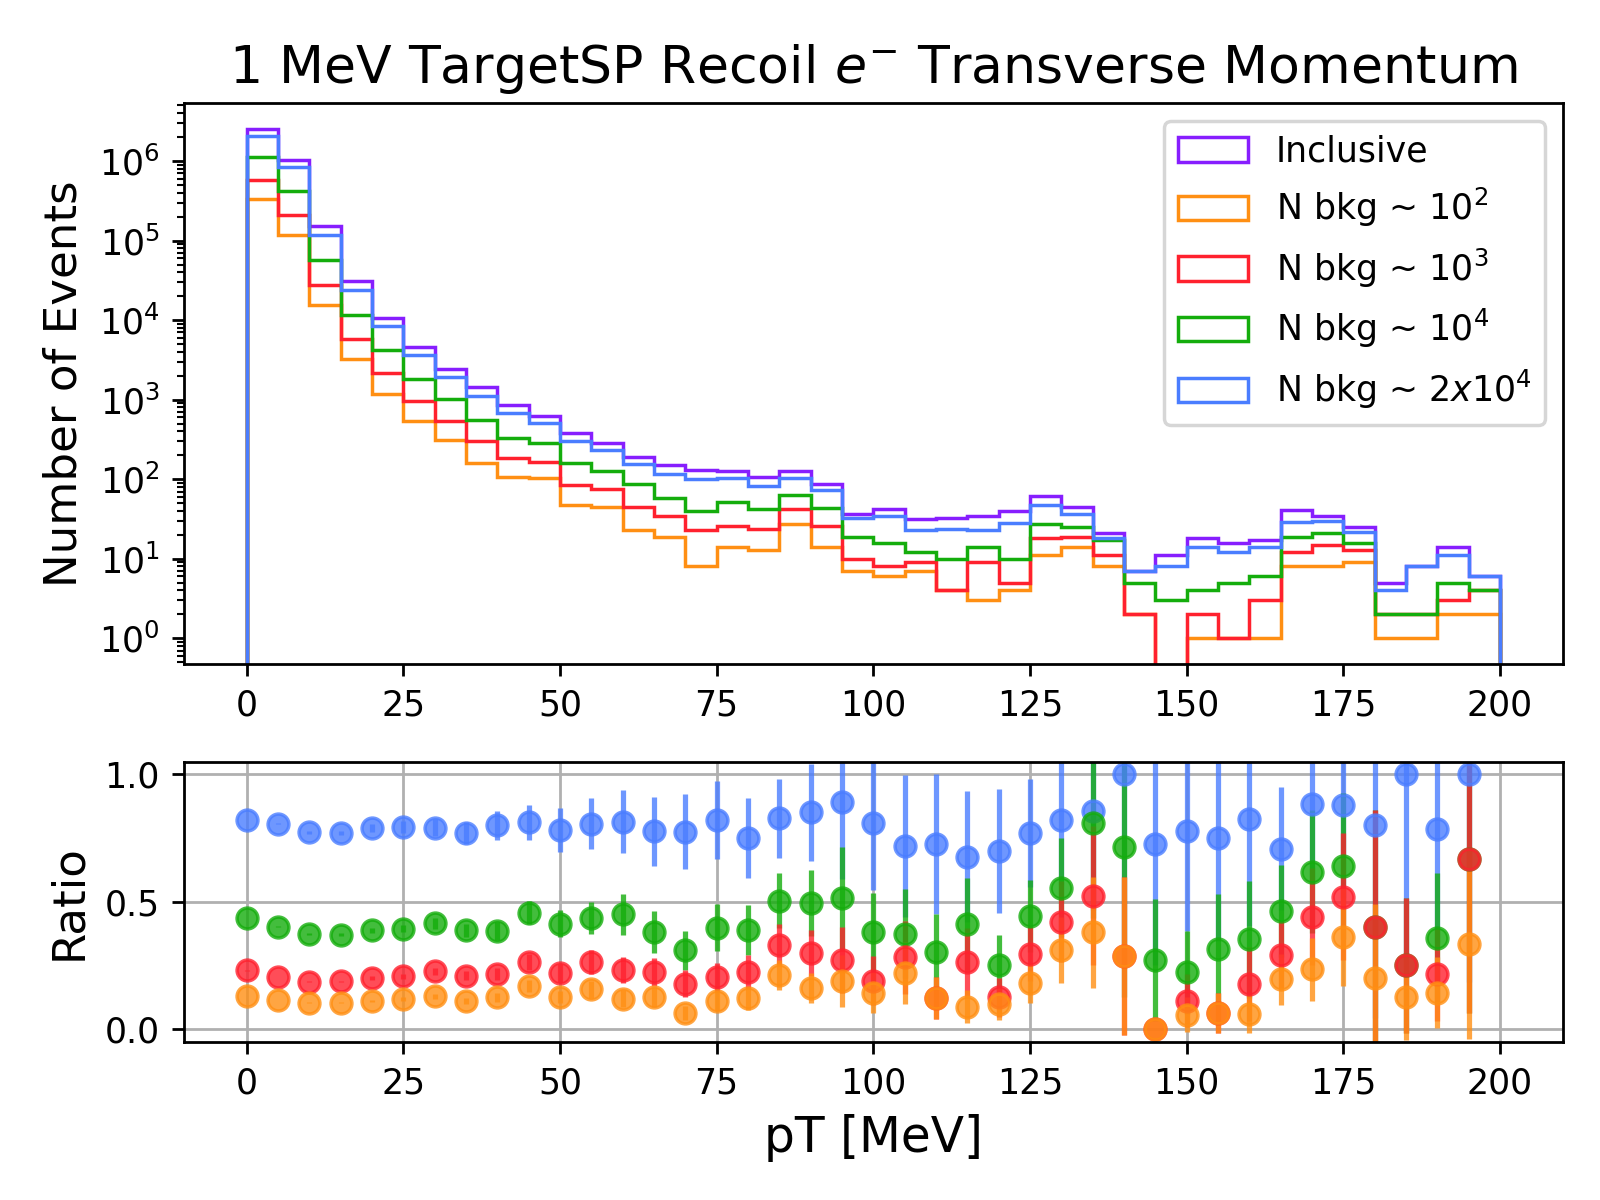 1 MeV TargetSP Recoil e⁻ Transverse Momentum
Number of Events
10⁶
10⁵
10⁴
10³
10²
10¹
10⁰
Inclusive
N bkg ~ 10²
N bkg ~ 10³
N bkg ~ 10⁴
N bkg ~ 2x10⁴
0 25 50 75 100 125 150 175 200
Ratio
1.0
0.5
0.0
0 25 50 75 100 125 150 175 200
pT [MeV]